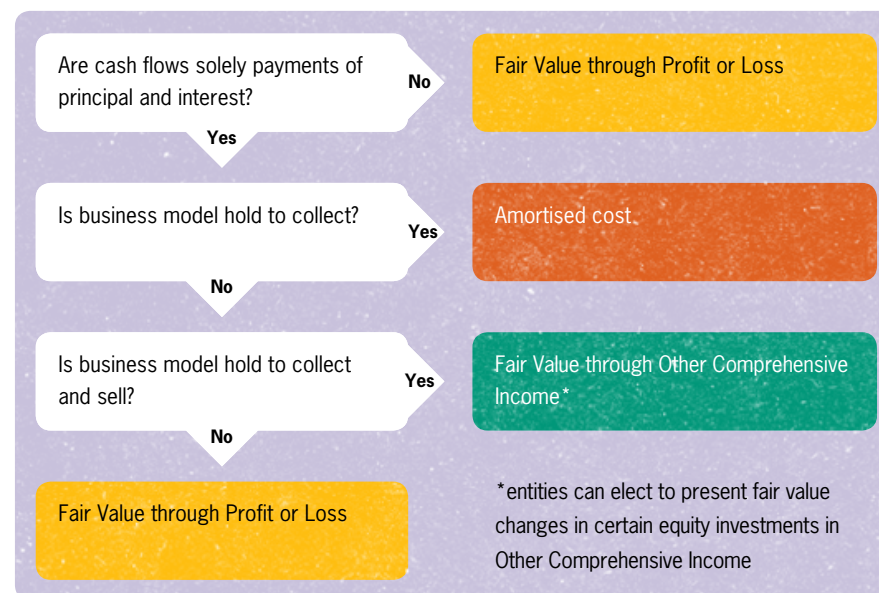 Are cash flows solely payments of
principal and interest?
No
Fair Value through Profit or Loss
Yes
Is business model hold to collect?
Yes
Amortised cost
No
Is business model hold to collect
and sell?
Yes
Fair Value through Other Comprehensive
Income*
No
Fair Value through Profit or Loss
*entities can elect to present fair value
changes in certain equity investments in
Other Comprehensive Income